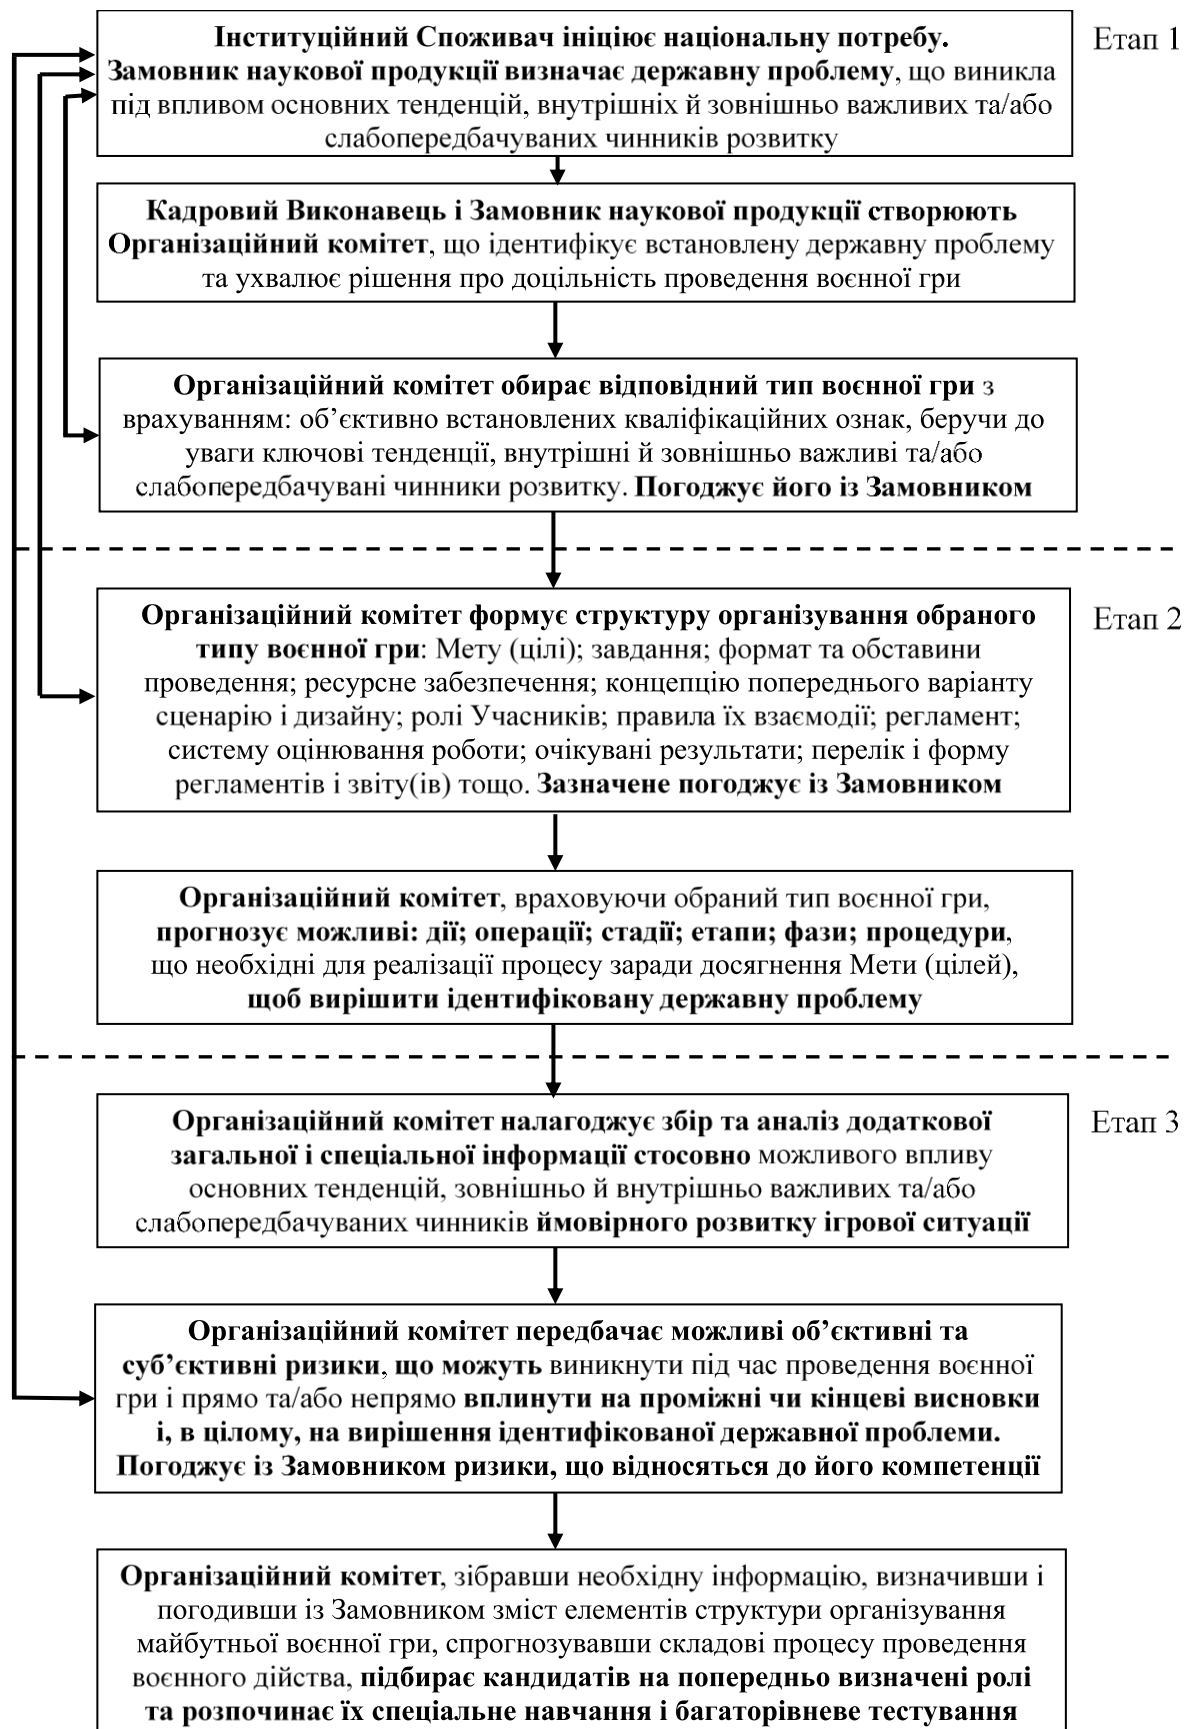 Інституційний Споживач ініціює національну потребу.
Етап 1
Замовник наукової продукції визначає державну проблему, що виникла
під впливом основних тенденцій, внутрішніх й зовнішньо важливих та/або
слабопередбачуваних чинників розвитку
Кадровий Виконавець і Замовник наукової продукції створюють
Організаційний комітет, що ідентифікує встановлену державну проблему
та ухвалює рішення про доцільність проведення воєнної гри
Організаційний комітет обирає відповідний тип воєнної гри з
врахуванням: об’єктивно встановлених кваліфікаційних ознак, беручи до
уваги ключові тенденції, внутрішні й зовнішньо важливі та/або
слабопередбачувані чинники розвитку. Погоджує його із Замовником
Організаційний комітет формує структуру організування обраного
Етап 2
типу воєнної гри: Мету (цілі); завдання; формат та обставини
проведення; ресурсне забезпечення; концепцію попереднього варіанту
сценарію і дизайну; ролі Учасників; правила їх взаємодії; регламент;
систему оцінювання роботи; очікувані результати; перелік і форму
регламентів і звіту(ів) тощо. Зазначене погоджує із Замовником
Організаційний комітет, враховуючи обраний тип воєнної гри,
прогнозує можливі: дії; операції; стадії; етапи; фази; процедури,
що необхідні для реалізації процесу заради досягнення Мети (цілей),
щоб вирішити ідентифіковану державну проблему
Організаційний комітет налагоджує збір та аналіз додаткової
Етап 3
загальної і спеціальної інформації стосовно можливого впливу
основних тенденцій, зовнішньо й внутрішньо важливих та/або
слабопередбачуваних чинників ймовірного розвитку ігрової ситуації
Організаційний комітет передбачає можливі об’єктивні та
суб’єктивні ризики, що можуть виникнути під час проведення воєнної
гри і прямо та/або непрямо вплинути на проміжні чи кінцеві висновки
і, в цілому, на вирішення ідентифікованої державної проблеми.
Погоджує із Замовником ризики, що відносяться до його компетенції
Організаційний комітет, зібравши необхідну інформацію, визначивши і
погодивши із Замовником зміст елементів структури організування
майбутньої воєнної гри, спрогнозувавши складові процесу проведення
воєнного дійства, підбирає кандидатів на попередньо визначені ролі
та розпочинає їх спеціальне навчання і багаторівневе тестування